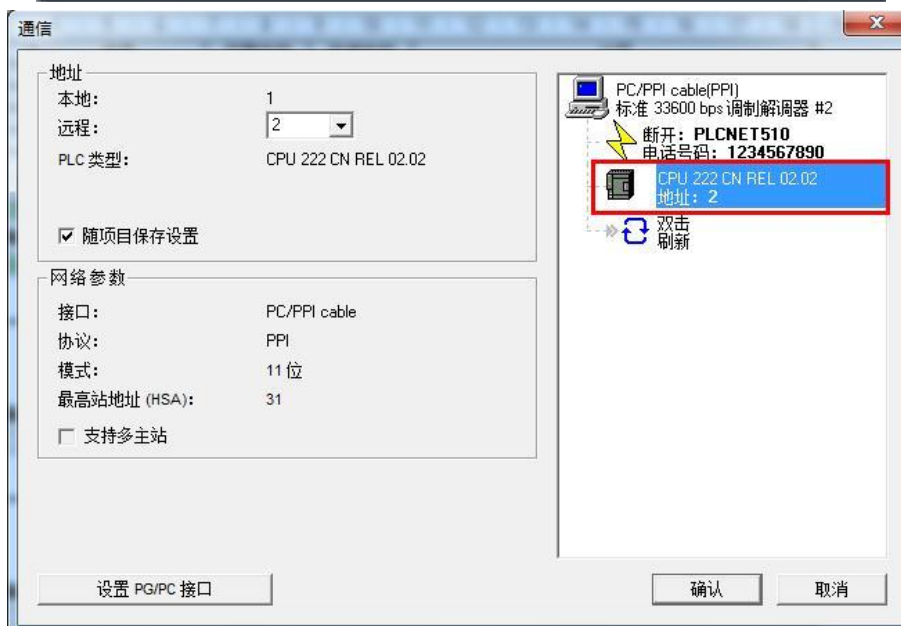 通信
地址
本地： 1
远程： 2
PLC 类型： CPU 222 CN REL 02.02
随项目保存设置
网络参数
接口： PC/PPI cable
协议： PPI
模式： 11 位
最高站地址 (HSA)： 31
支持多主站
设置 PG/PC 接口
PC/PPI cable(PPI)
标准 33600 bps 调制解调器 #2
断开： PLCNET510
电话号码： 1234567890
CPU 222 CN REL 02.02
地址： 2
双击
刷新
确认
取消